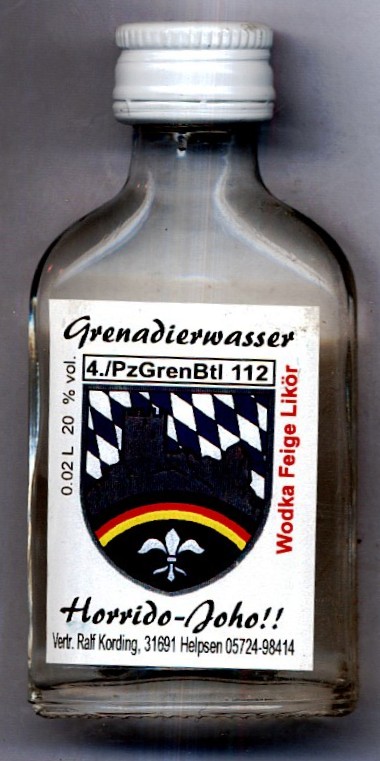 Grenadierwasser
4./PzGrenBtl 112
0.02 L 20 % vol.
Wodka Feige Likör
Horrido-Joho!!
Vertr. Ralf Kording, 31691 Helpsen 05724-98414